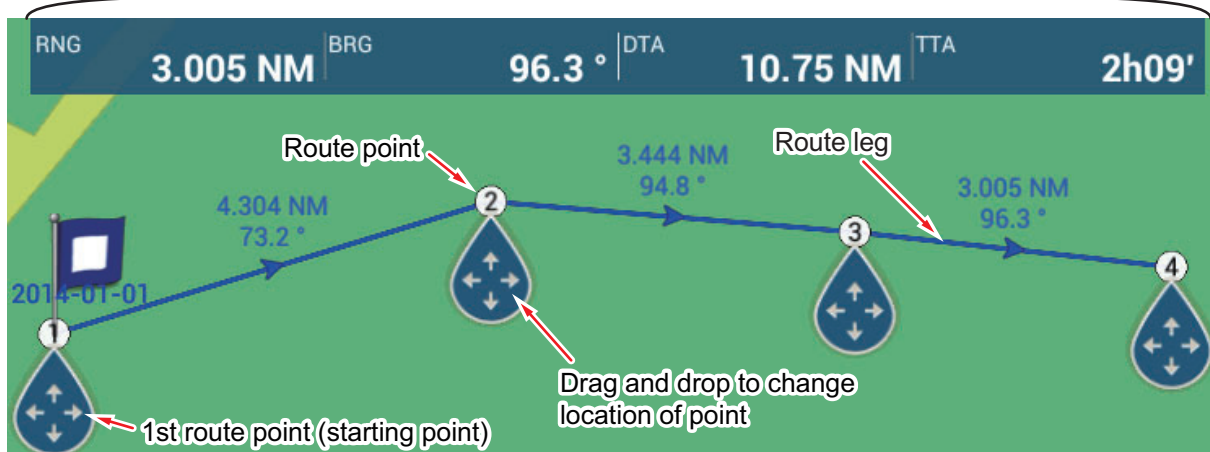 RNG 3.005 NM BRG 96.3 ° DTA 10.75 NM TTA 2h09'
Route point
3.444 NM
94.8 °
Route leg
3.005 NM
96.3 °
4.304 NM
73.2 °
2
3
4
2014-01-01
1
Drag and drop to change
location of point
1st route point (starting point)